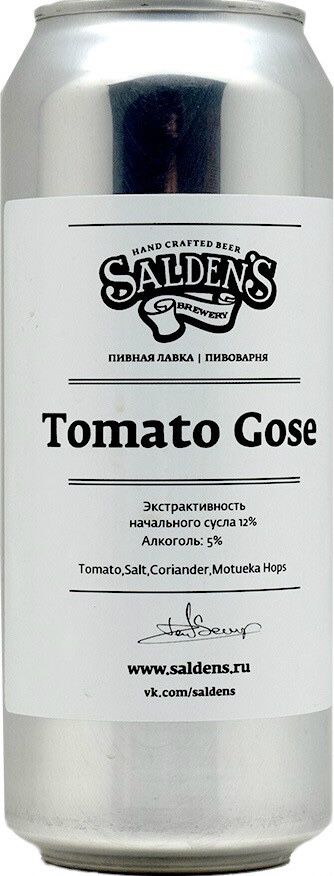 HAND CRAFTED BEER
SALDEN'S
BREWERY
ПИВНАЯ ЛАВКА | ПИВОВАРНЯ
Tomato Gose
Экстрактивность
начального сусла 12%
Алкоголь: 5%
Tomato,Salt,Coriander,Motueka Hops
www.saldens.ru
vk.com/saldens